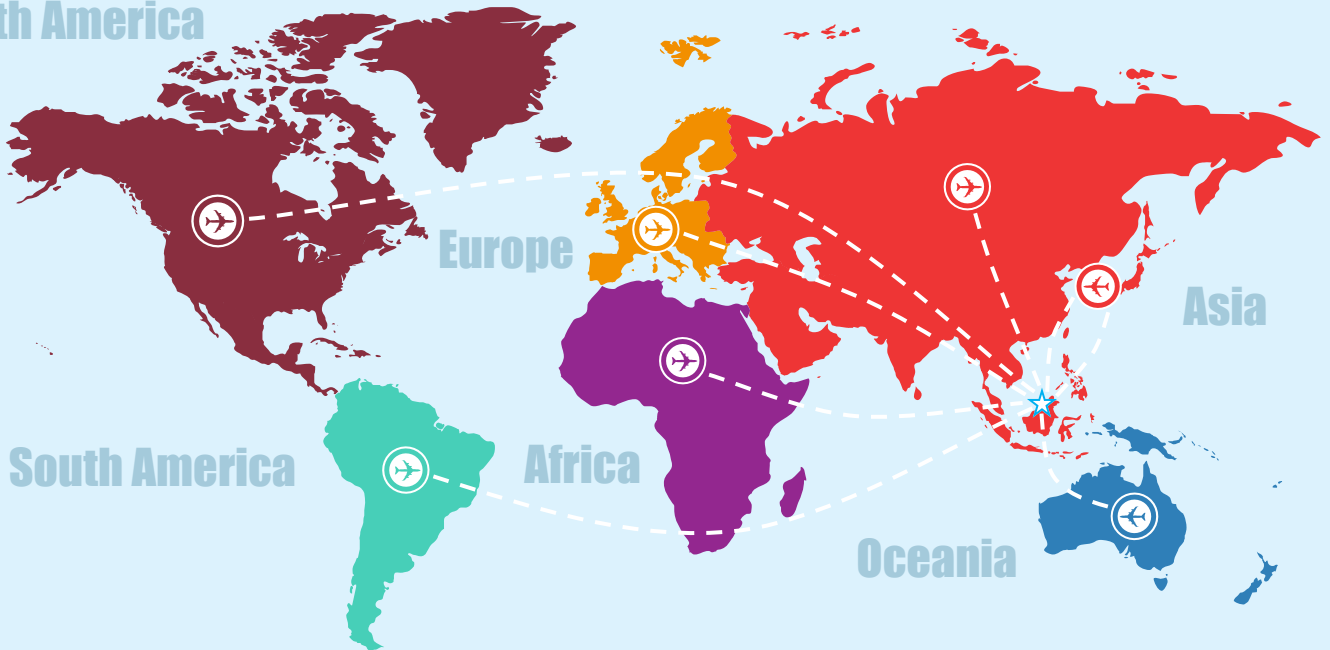 th America
Europe
Asia
South America
Africa
Oceania